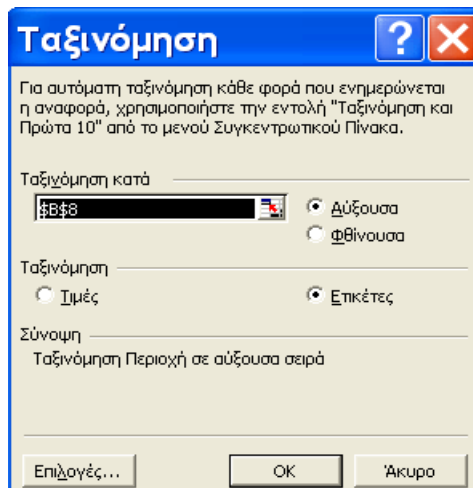 Ταξινόμηση
Για αυτόματη ταξινόμηση κάθε φορά που ενημερώνεται
η αναφορά, χρησιμοποιήστε την εντολή "Ταξινόμηση και
Πρώτα 10" από το μενού Συγκεντρωτικού Πίνακα.
Ταξινόμηση κατά
$B$8
Αύξουσα
Φθίνουσα
Ταξινόμηση
Τιμές
Ετικέτες
Σύνοψη
Ταξινόμηση Περιοχή σε αύξουσα σειρά
Επιλογές...
OK
Άκυρο